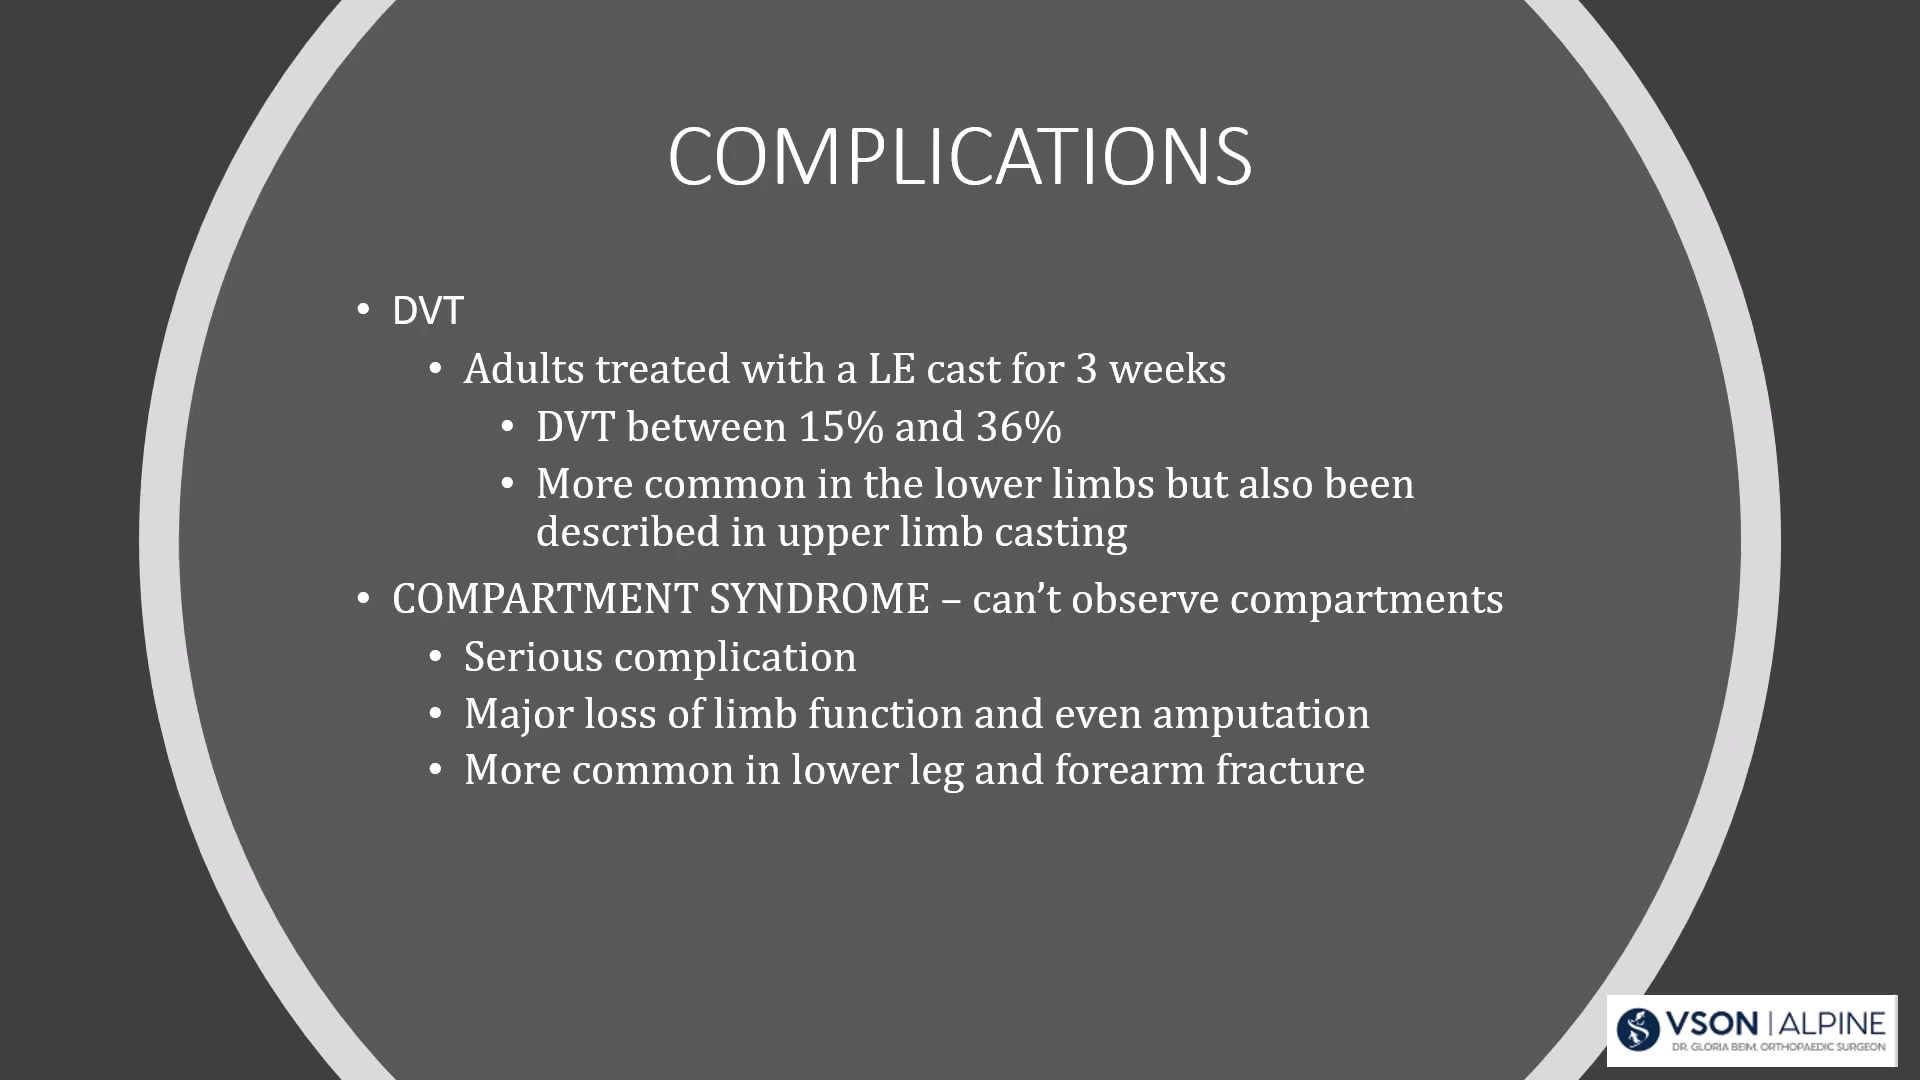 COMPLICATIONS
• DVT
• Adults treated with a LE cast for 3 weeks
• DVT between 15% and 36%
• More common in the lower limbs but also been
described in upper limb casting
• COMPARTMENT SYNDROME – can’t observe compartments
• Serious complication
• Major loss of limb function and even amputation
• More common in lower leg and forearm fracture
VSON | ALPINE
DR. GLORIA BEIM, ORTHOPAEDIC SURGEON